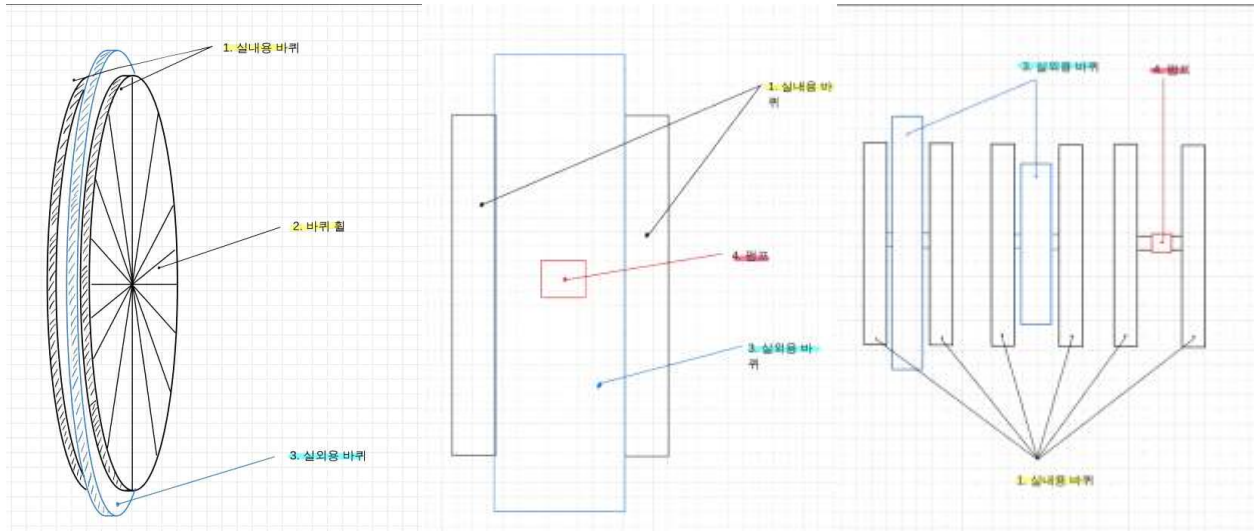 1. 실내용 바퀴
2. 바퀴 휠
3. 실외용 바퀴
1. 실내용 바
퀴
4. 펌프
3. 실외용 바
퀴
3. 실외용 바퀴
4. 펌프
1. 실내용 바퀴